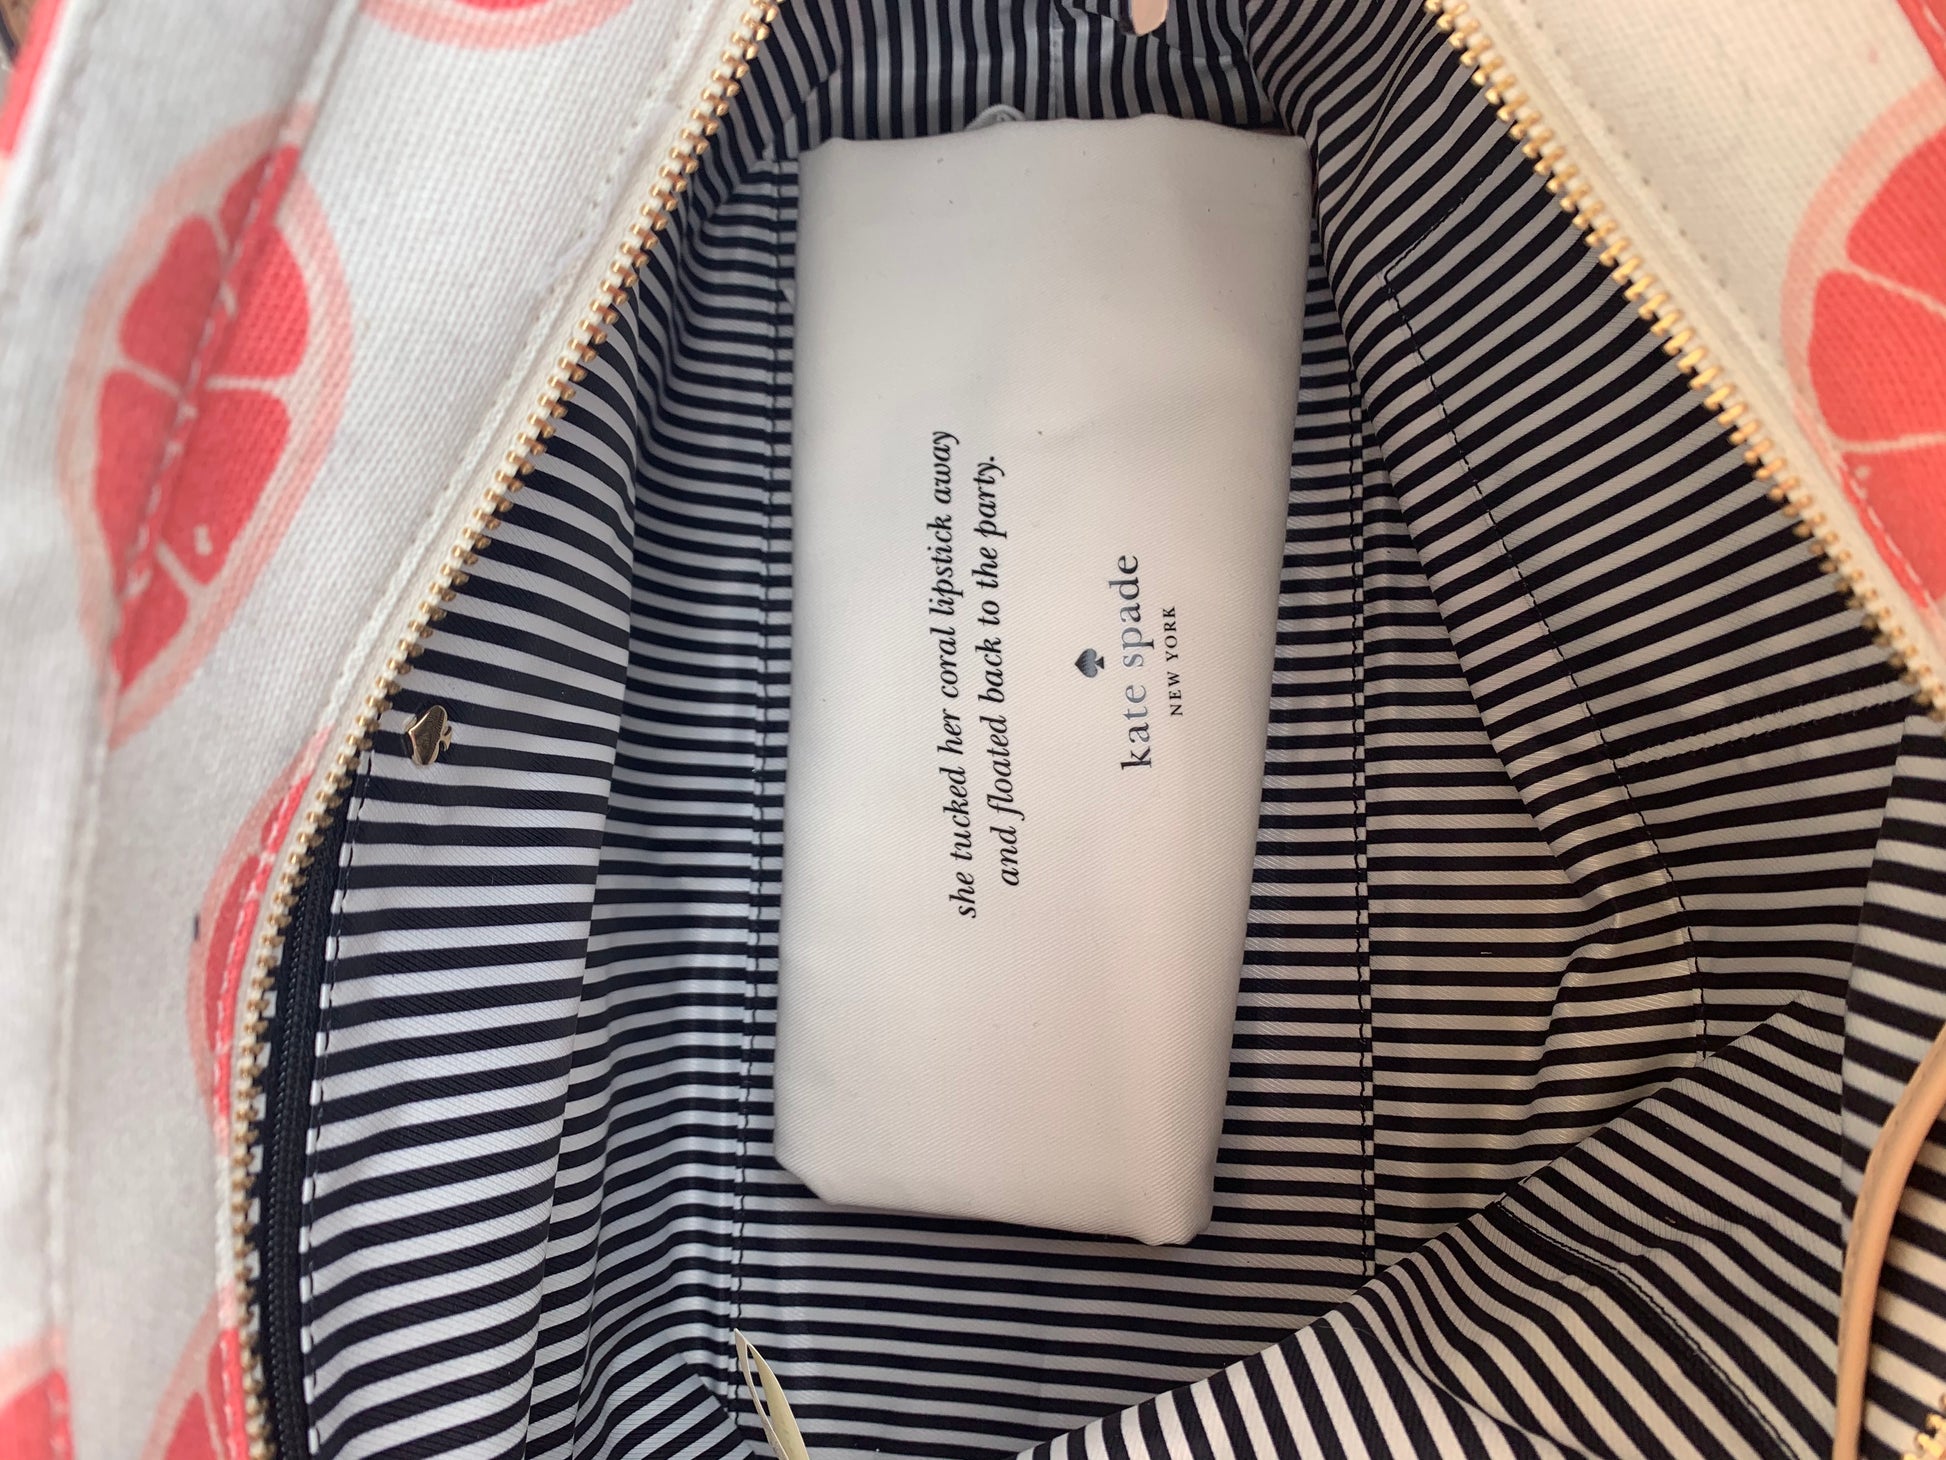 she tucked her coral lipstick away
and floated back to the party.
kate spade
NEW YORK